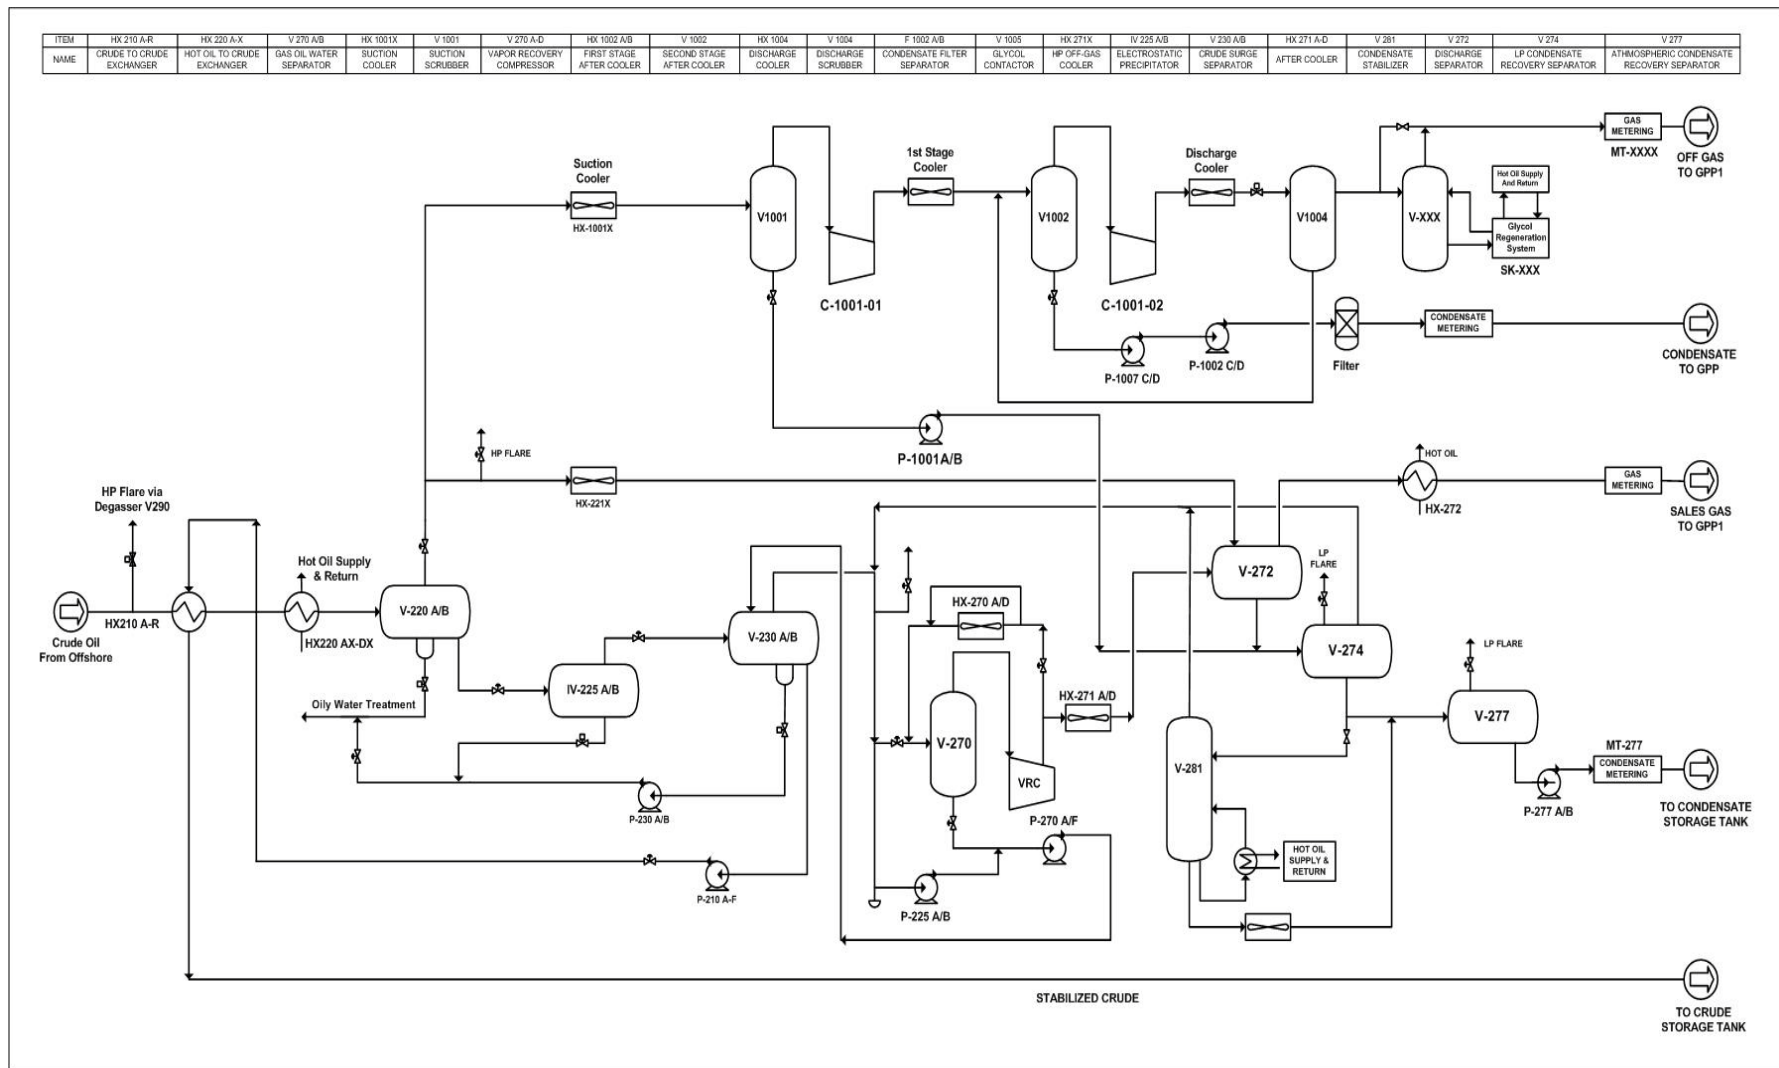 ITEM HX 210 A-R HX 220 A-X V 270 A/B HX 1001X V 1001 V 270 A-D HX 1002 A/B V 1002 HX 1004 V 1004 F 1002 A/B V 1005 HX 271X IV 225 A/B V 230 A/B HX 271 A-D V 281 V 272 V 274 V 277
NAME CRUDE TO CRUDE HOT OIL TO CRUDE GAS OIL WATER SUCTION SUCTION VAPOR RECOVERY FIRST STAGE SECOND STAGE DISCHARGE DISCHARGE CONDENSATE FILTER GLYCOL HP OFF-GAS ELECTROSTATIC CRUDE SURGE AFTER COOLER CONDENSATE DISCHARGE LP CONDENSATE ATHMOSPHERIC CONDENSATE
EXCHANGER EXCHANGER SEPARATOR COOLER SCRUBBER COMPRESSOR AFTER COOLER AFTER COOLER COOLER SCRUBBER SEPARATOR CONTACTOR COOLER PRECIPITATOR SEPARATOR STABILIZER SEPARATOR RECOVERY SEPARATOR RECOVERY SEPARATOR
GAS
METERING
MT-XXXX
OFF GAS
TO GPP1
Suction
Cooler
HX-1001X
V1001
C-1001-01
1st Stage
Cooler
V1002
C-1001-02
Discharge
Cooler
V1004
V-XXX
Hot Oil Supply
And Return
Glycol
Regeneration
System
SK-XXX
P-1007 C/D
P-1002 C/D
Filter
CONDENSATE
METERING
CONDENSATE
TO GPP
P-1001A/B
HP FLARE
HX-221X
HOT OIL
HX-272
GAS
METERING
SALES GAS
TO GPP1
HP Flare via
Degasser V290
Hot Oil Supply
& Return
Crude Oil
From Offshore
HX210 A-R
HX220 AX-DX
V-220 A/B
IV-225 A/B
V-230 A/B
Oily Water Treatment
P-230 A/B
P-210 A-F
HX-270 A/D
V-270
VRC
HX-271 A/D
P-270 A/F
P-225 A/B
V-272
LP
FLARE
V-274
V-281
HOT OIL
SUPPLY &
RETURN
LP FLARE
V-277
P-277 A/B
MT-277
CONDENSATE
METERING
TO CONDENSATE
STORAGE TANK
STABILIZED CRUDE
TO CRUDE
STORAGE TANK